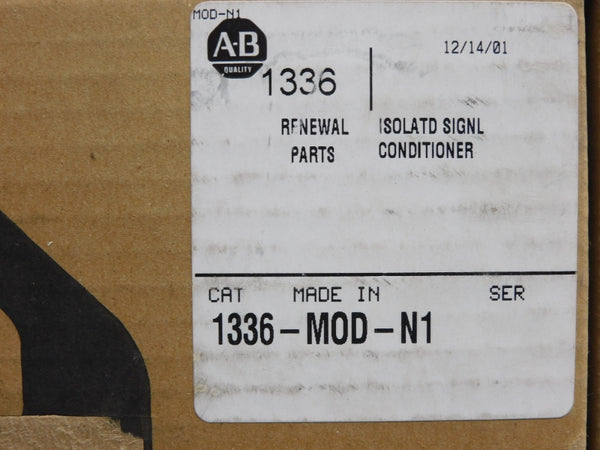 MOD-N1
A-B
QUALITY
12/14/01
1336
RENEWAL PARTS
ISOLATD SIGNL CONDITIONER
CAT MADE IN SER
1336-MOD-N1